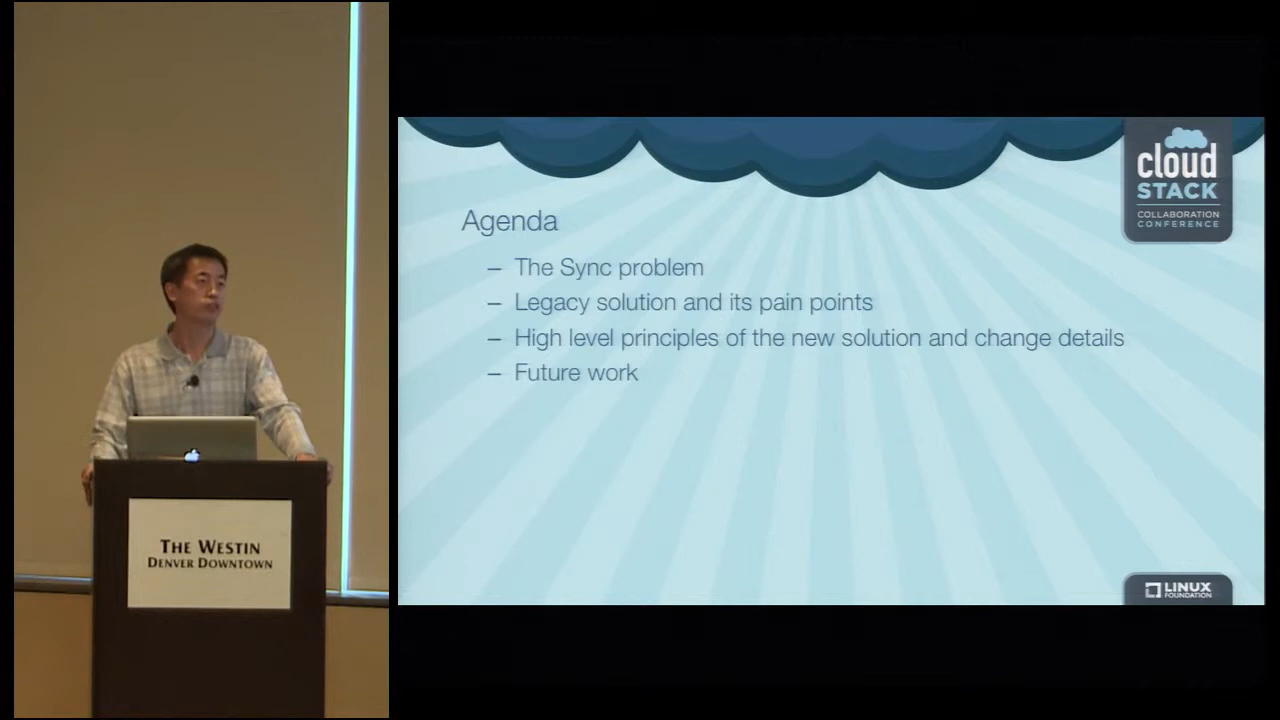 cloud
STACK
COLLABORATION
CONFERENCE
Agenda
– The Sync problem
– Legacy solution and its pain points
– High level principles of the new solution and change details
– Future work
THE WESTIN
DENVER DOWNTOWN
LINUX
FOUNDATION